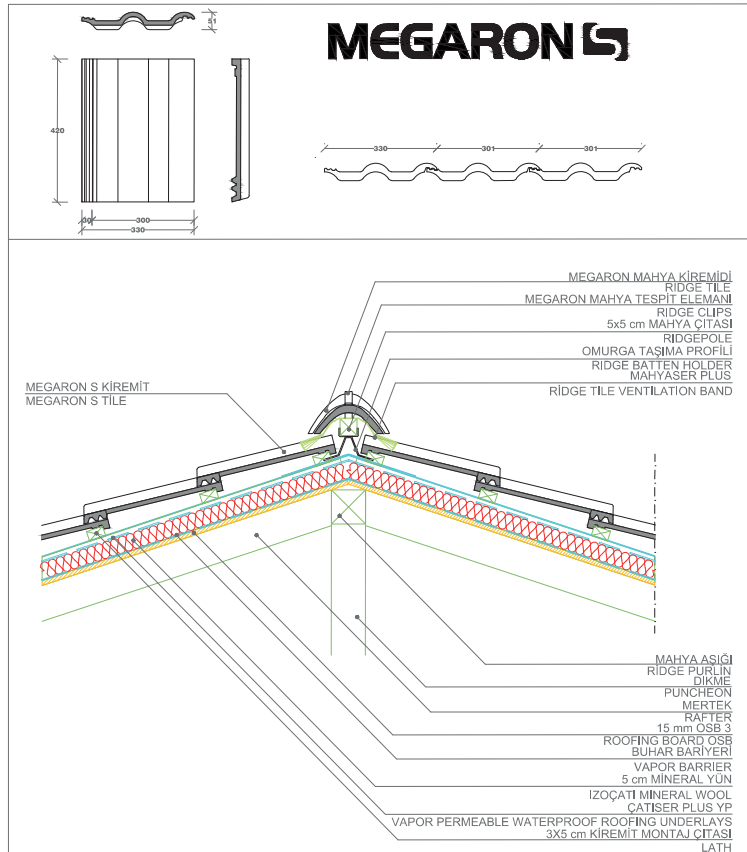 51
MEGARON S
420
330
301
301
30
300
330
MEGARON MAHYA KİREMİDİ
RIDGE TILE
MEGARON MAHYA TESPİT ELEMANI
RIDGE CLIPS
5x5 cm MAHYA ÇITASI
RIDGEPOLE
OMURGA TAŞIMA PROFİLİ
RIDGE BATTEN HOLDER
MAHYASER PLUS
RİDGE TILE VENTILATION BAND
MEGARON S KİREMİT
MEGARON S TİLE
MAHYA AŞIĞI
RİDGE PURLİN
DİKME
PUNCHEON
MERTEK
RAFTER
15 mm OSB 3
ROOFING BOARD OSB
BUHAR BARİYERİ
VAPOR BARRIER
5 cm MİNERAL YÜN
IZOÇATI MINERAL WOOL
ÇATISER PLUS YP
VAPOR PERMEABLE WATERPROOF ROOFING UNDERLAYS
3X5 cm KİREMİT MONTAJ ÇITASI
LATH